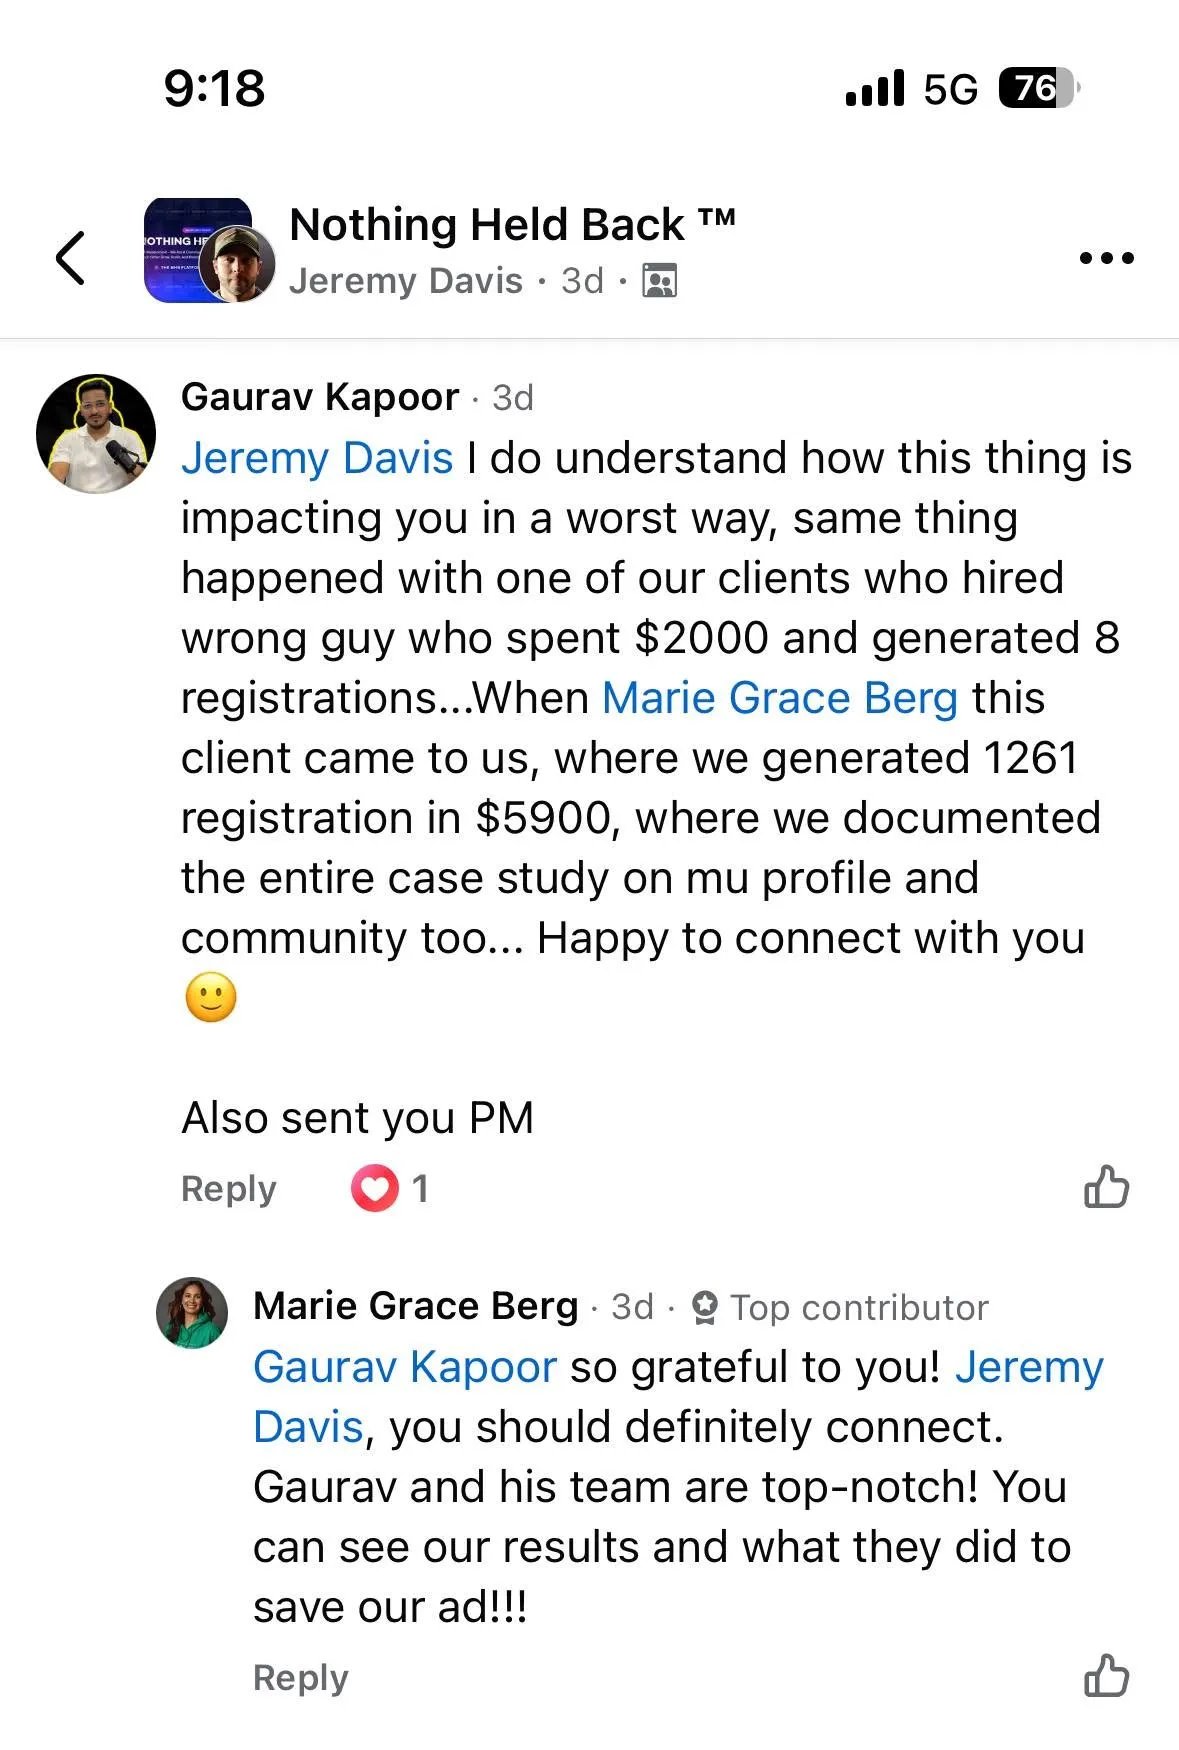 9:18
5G 76
Nothing Held Back ™
Jeremy Davis · 3d ·
Gaurav Kapoor · 3d
Jeremy Davis I do understand how this thing is
impacting you in a worst way, same thing
happened with one of our clients who hired
wrong guy who spent $2000 and generated 8
registrations...When Marie Grace Berg this
client came to us, where we generated 1261
registration in $5900, where we documented
the entire case study on mu profile and
community too... Happy to connect with you
🙂
Also sent you PM
Reply 1
Marie Grace Berg · 3d · Top contributor
Gaurav Kapoor so grateful to you! Jeremy
Davis, you should definitely connect.
Gaurav and his team are top-notch! You
can see our results and what they did to
save our ad!!!
Reply